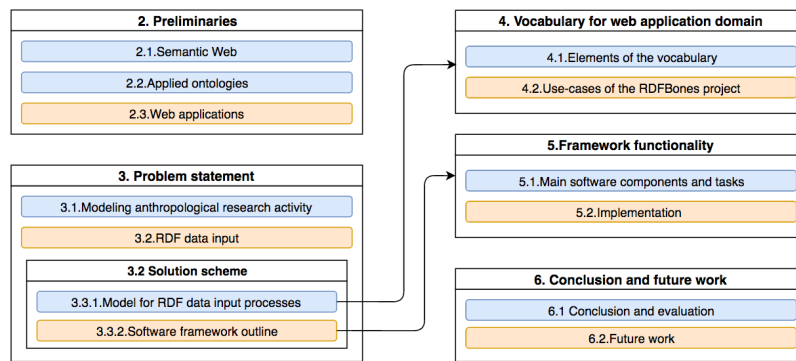 2. Preliminaries
2.1.Semantic Web
2.2.Applied ontologies
2.3.Web applications
3. Problem statement
3.1.Modeling anthropological research activity
3.2.RDF data input
3.2 Solution scheme
3.3.1.Model for RDF data input processes
3.3.2.Software framework outline
4. Vocabulary for web application domain
4.1.Elements of the vocabulary
4.2.Use-cases of the RDFBones project
5.Framework functionality
5.1.Main software components and tasks
5.2.Implementation
6. Conclusion and future work
6.1 Conclusion and evaluation
6.2.Future work